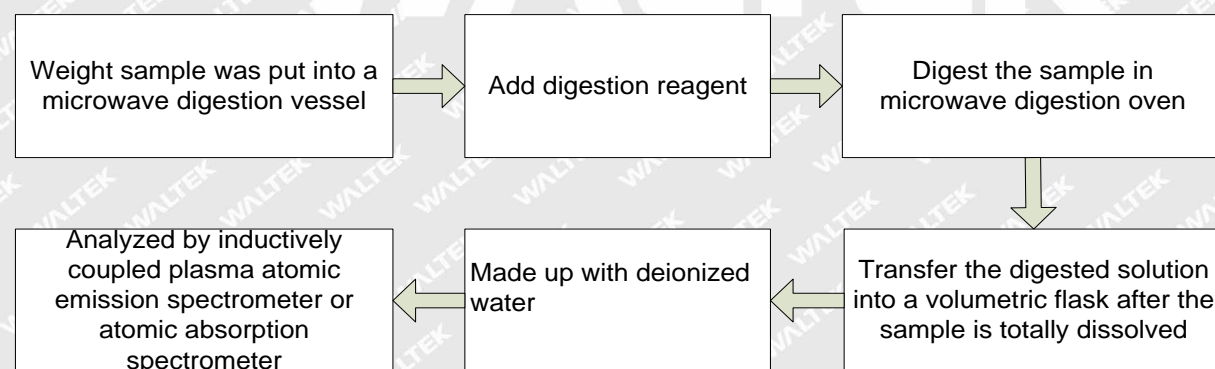 Weight sample was put into a
microwave digestion vessel
Add digestion reagent
Digest the sample in
microwave digestion oven
Transfer the digested solution
into a volumetric flask after the
sample is totally dissolved
Made up with deionized
water
Analyzed by inductively
coupled plasma atomic
emission spectrometer or
atomic absorption
spectrometer
WALTEK